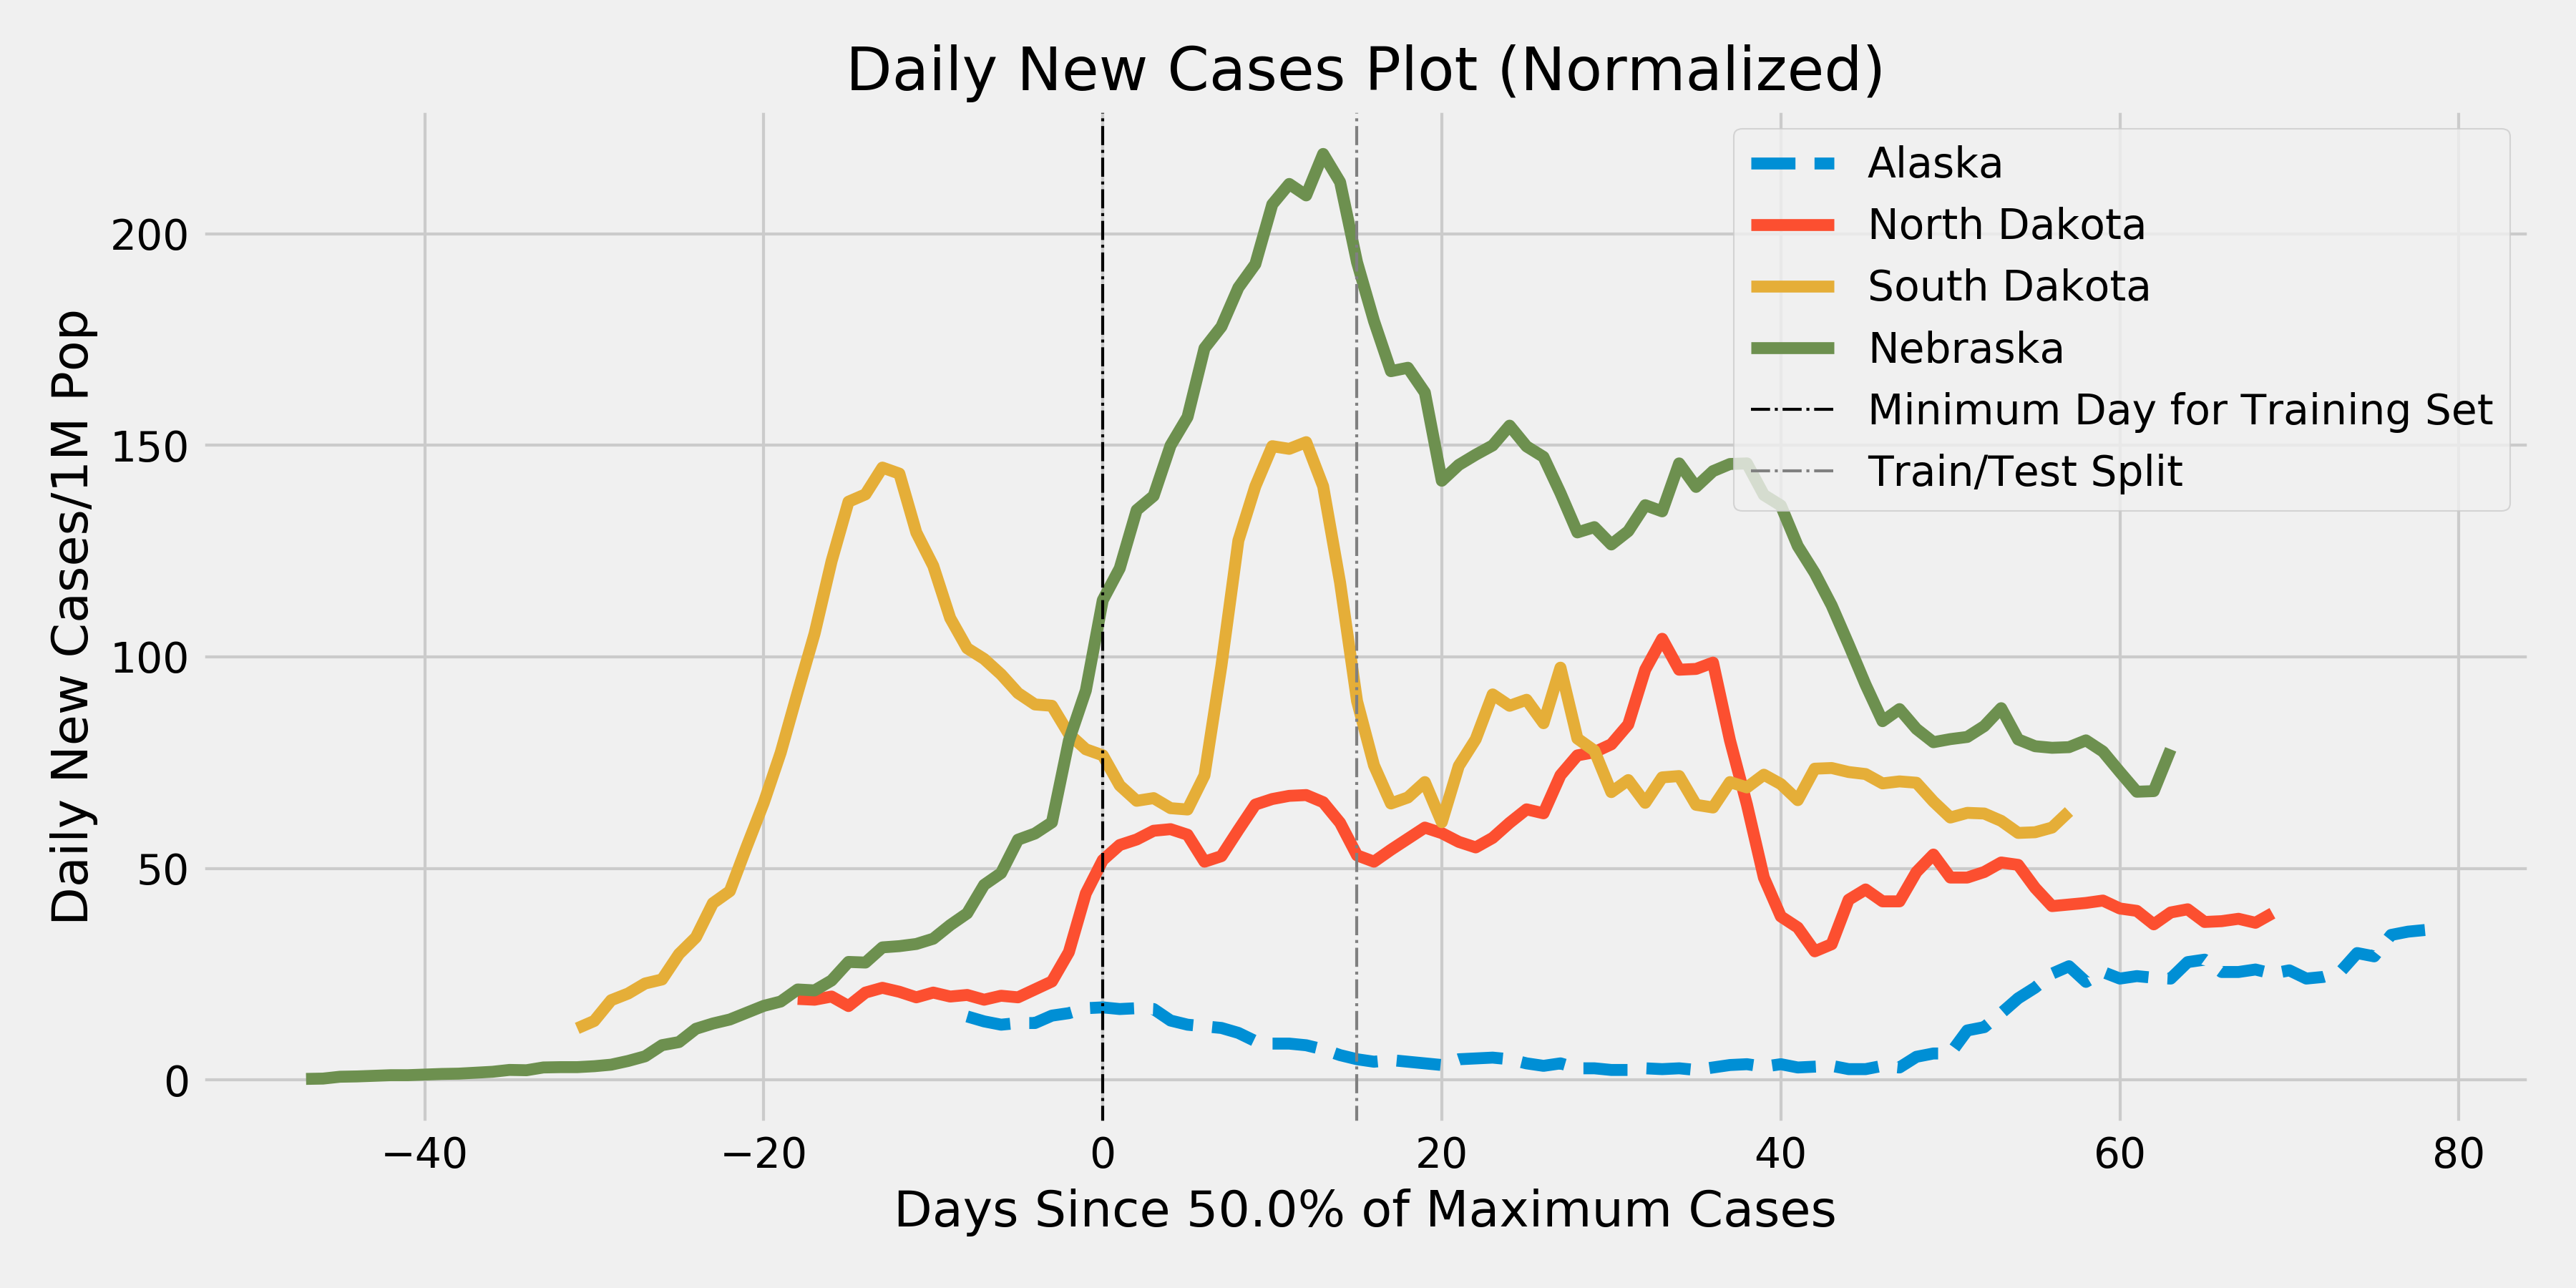 Daily New Cases Plot (Normalized)
Daily New Cases/1M Pop
200
150
100
50
0
−40
−20
0
20
40
60
80
Days Since 50.0% of Maximum Cases
Alaska
North Dakota
South Dakota
Nebraska
Minimum Day for Training Set
Train/Test Split